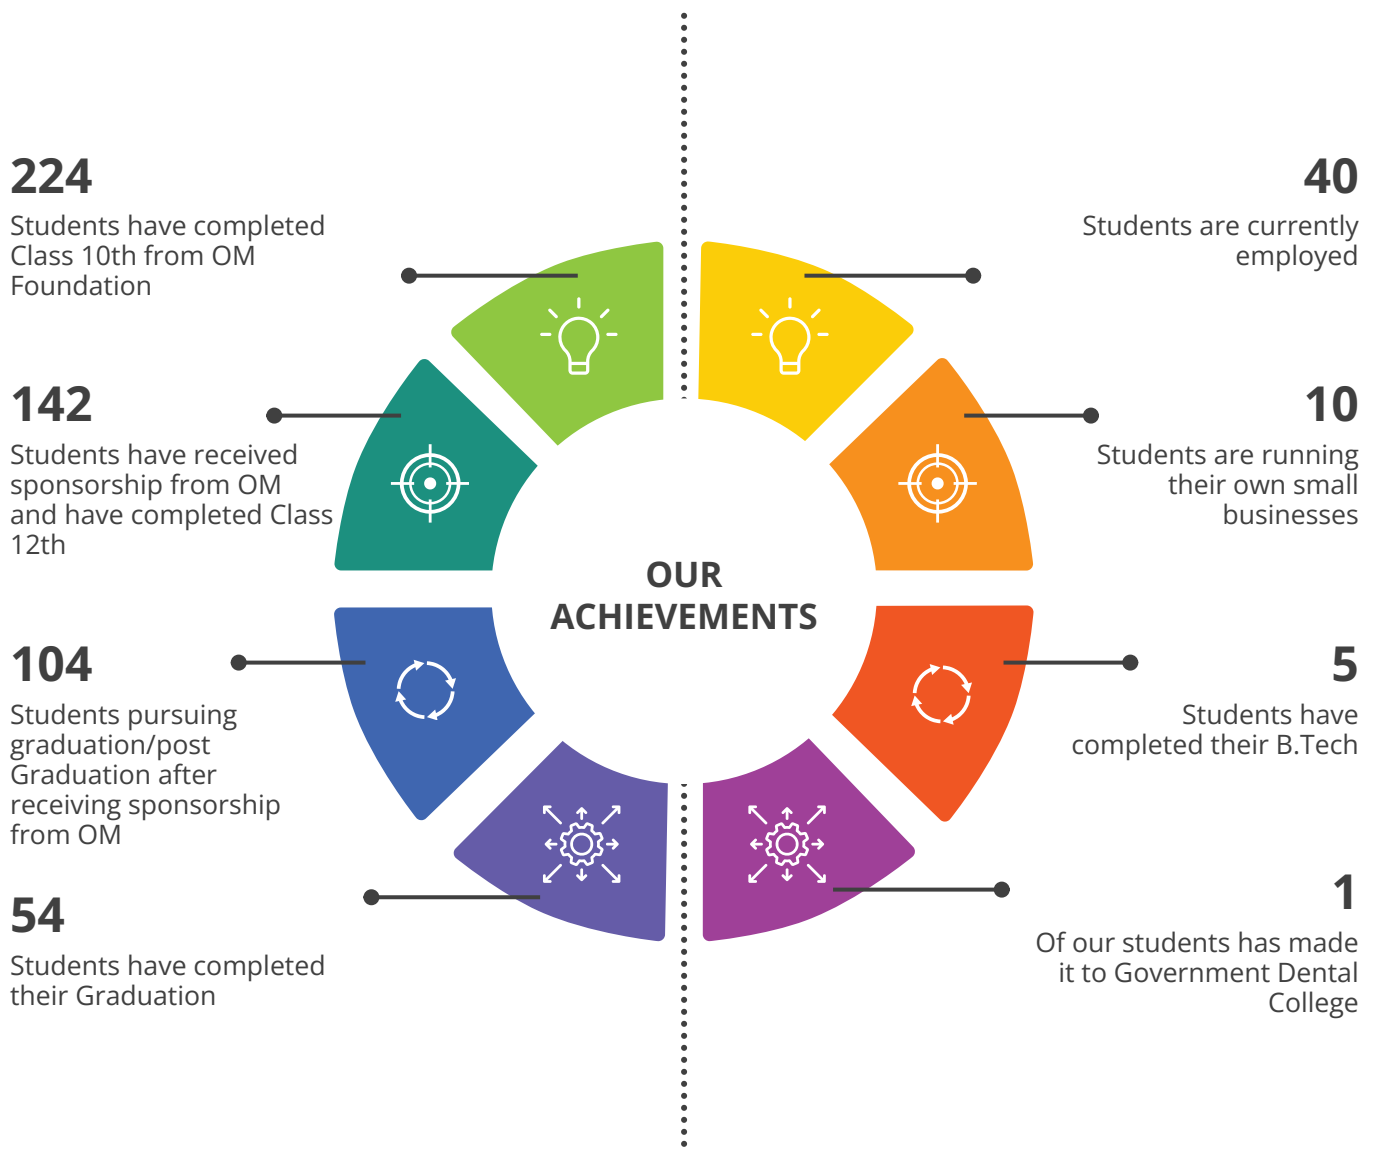 224
Students have completed
Class 10th from OM
Foundation
142
Students have received
sponsorship from OM
and have completed Class
12th
104
Students pursuing
graduation/post
Graduation after
receiving sponsorship
from OM
54
Students have completed
their Graduation
OUR
ACHIEVEMENTS
40
Students are currently
employed
10
Students are running
their own small
businesses
5
Students have
completed their B.Tech
1
Of our students has made
it to Government Dental
College